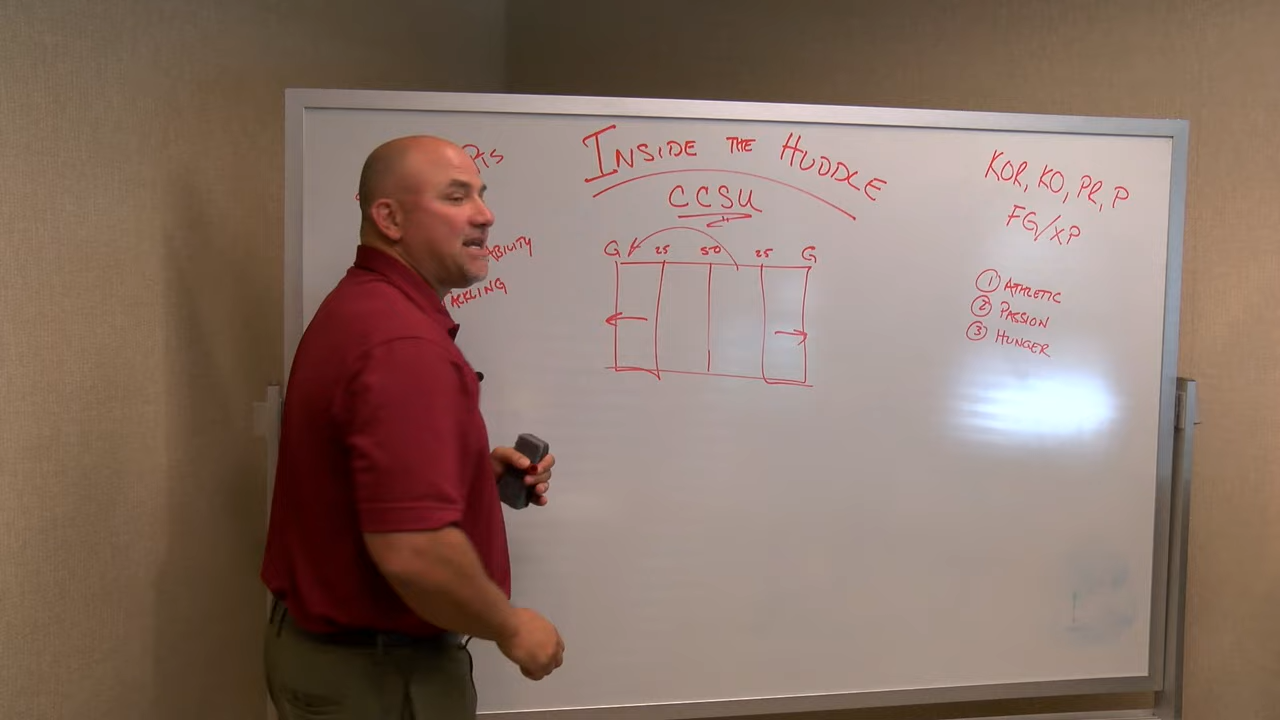 INSIDE THE HUDDLE
CCSU
G 25 50 25 G
KOR, KO, PR, P
FG/XP
① ATHLETIC
② PASSION
③ HUNGER